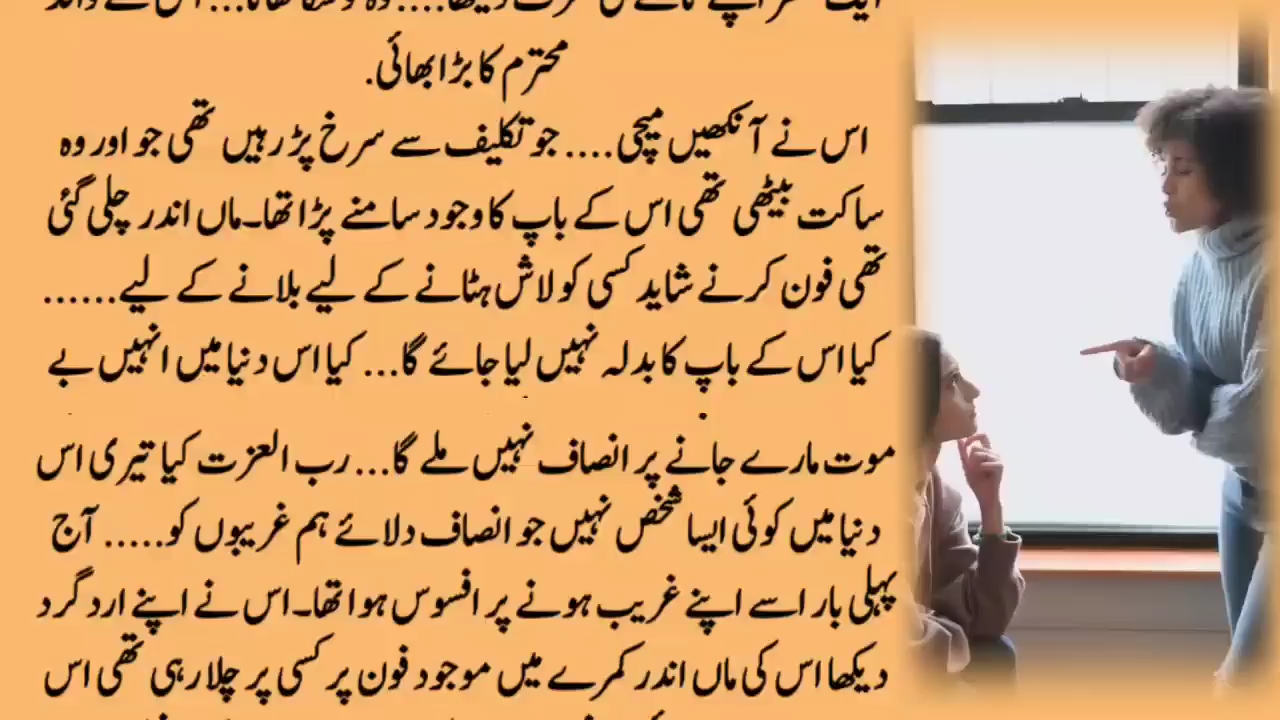 محترم کا بڑا بھائی.
اس نے آنکھیں میچی.... جو تکلیف سے سرخ پڑ رہیں تھی جو اور وہ
ساکت بیٹھی تھی اس کے باپ کا وجود سامنے پڑا تھا۔ماں اندر چلی گئی
تھی فون کرنے شاید کسی کو لاش ہٹانے کے لیے بلانے کے لیے......
کیا اس کے باپ کا بدلہ نہیں لیا جائے گا... کیا اس دنیا میں انہیں بے
موت مارے جانے پر انصاف نہیں ملے گا...رب العزت کیا تیری اس
دنیا میں کوئی ایسا شخص نہیں جو انصاف دلائے ہم غریبوں کو..... آج
پہلی بار اسے اپنے غریب ہونے پر افسوس ہوا تھا۔اس نے اپنے ارد گرد
دیکھا اس کی ماں اندر کمرے میں موجود فون پر کسی پر چلا رہی تھی اس